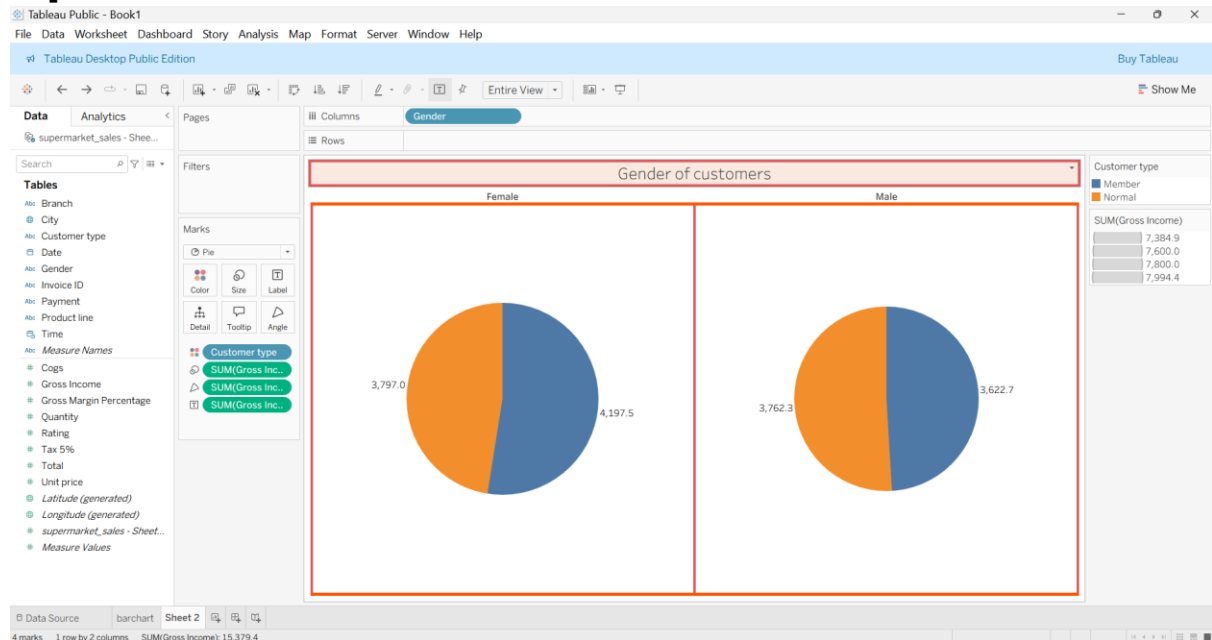 Tableau Public - Book1
File Data Worksheet Dashboard Story Analysis Map Format Server Window Help
Tableau Desktop Public Edition
Buy Tableau
Entire View
Show Me
Data Analytics
supermarket_sales - Shee...
Search
Tables
Abc Branch
City
Abc Customer type
Date
Abc Gender
Abc Invoice ID
Abc Payment
Abc Product line
Time
Abc Measure Names
# Cogs
# Gross Income
# Gross Margin Percentage
# Quantity
# Rating
# Tax 5%
# Total
# Unit price
Latitude (generated)
Longitude (generated)
# supermarket_sales - Sheet...
# Measure Values
Pages
Filters
Marks
Pie
Color Size Label
Detail Tooltip Angle
Customer type
SUM(Gross Inc..
SUM(Gross Inc..
SUM(Gross Inc..
Columns Gender
Rows
Gender of customers
Female Male
3,797.0
4,197.5
3,762.3
3,622.7
Customer type
Member
Normal
SUM(Gross Income)
7,384.9
7,600.0
7,800.0
7,994.4
Data Source barchart Sheet 2
4 marks 1 row by 2 columns SUM(Gross Income): 15,379.4